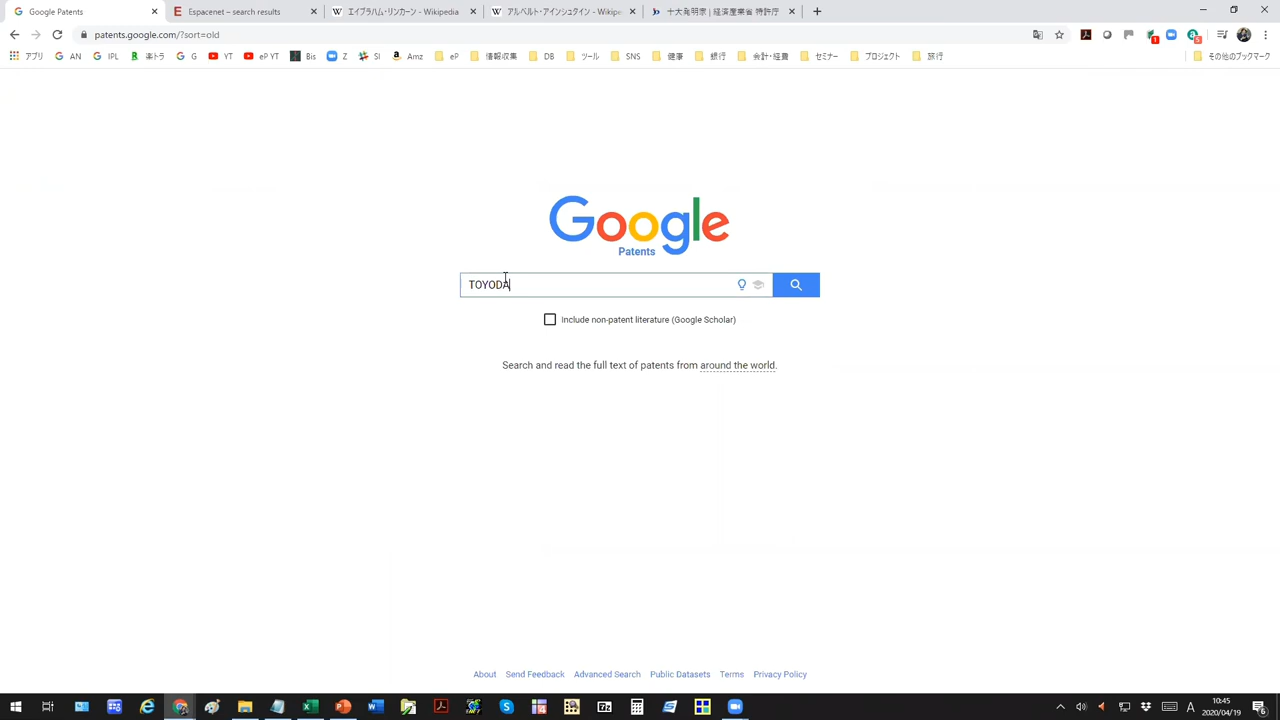 Google Patents
Espacenet – search results
エイブラハム・リンカーン - Wikipedia
アルベルト・アインシュタイン - Wikipe
十大発明家 | 経済産業省 特許庁
patents.google.com/?sort=old
アプリ
AN
IPL
楽トラ
G
YT
eP YT
Bis
Z
SI
Amz
eP
情報収集
DB
ツール
SNS
健康
銀行
会計・経費
セミナー
プロジェクト
旅行
その他のブックマーク
Google
Patents
TOYODA
Include non-patent literature (Google Scholar)
Search and read the full text of patents from around the world.
About Send Feedback Advanced Search Public Datasets Terms Privacy Policy
A
10:45
2020/04/19